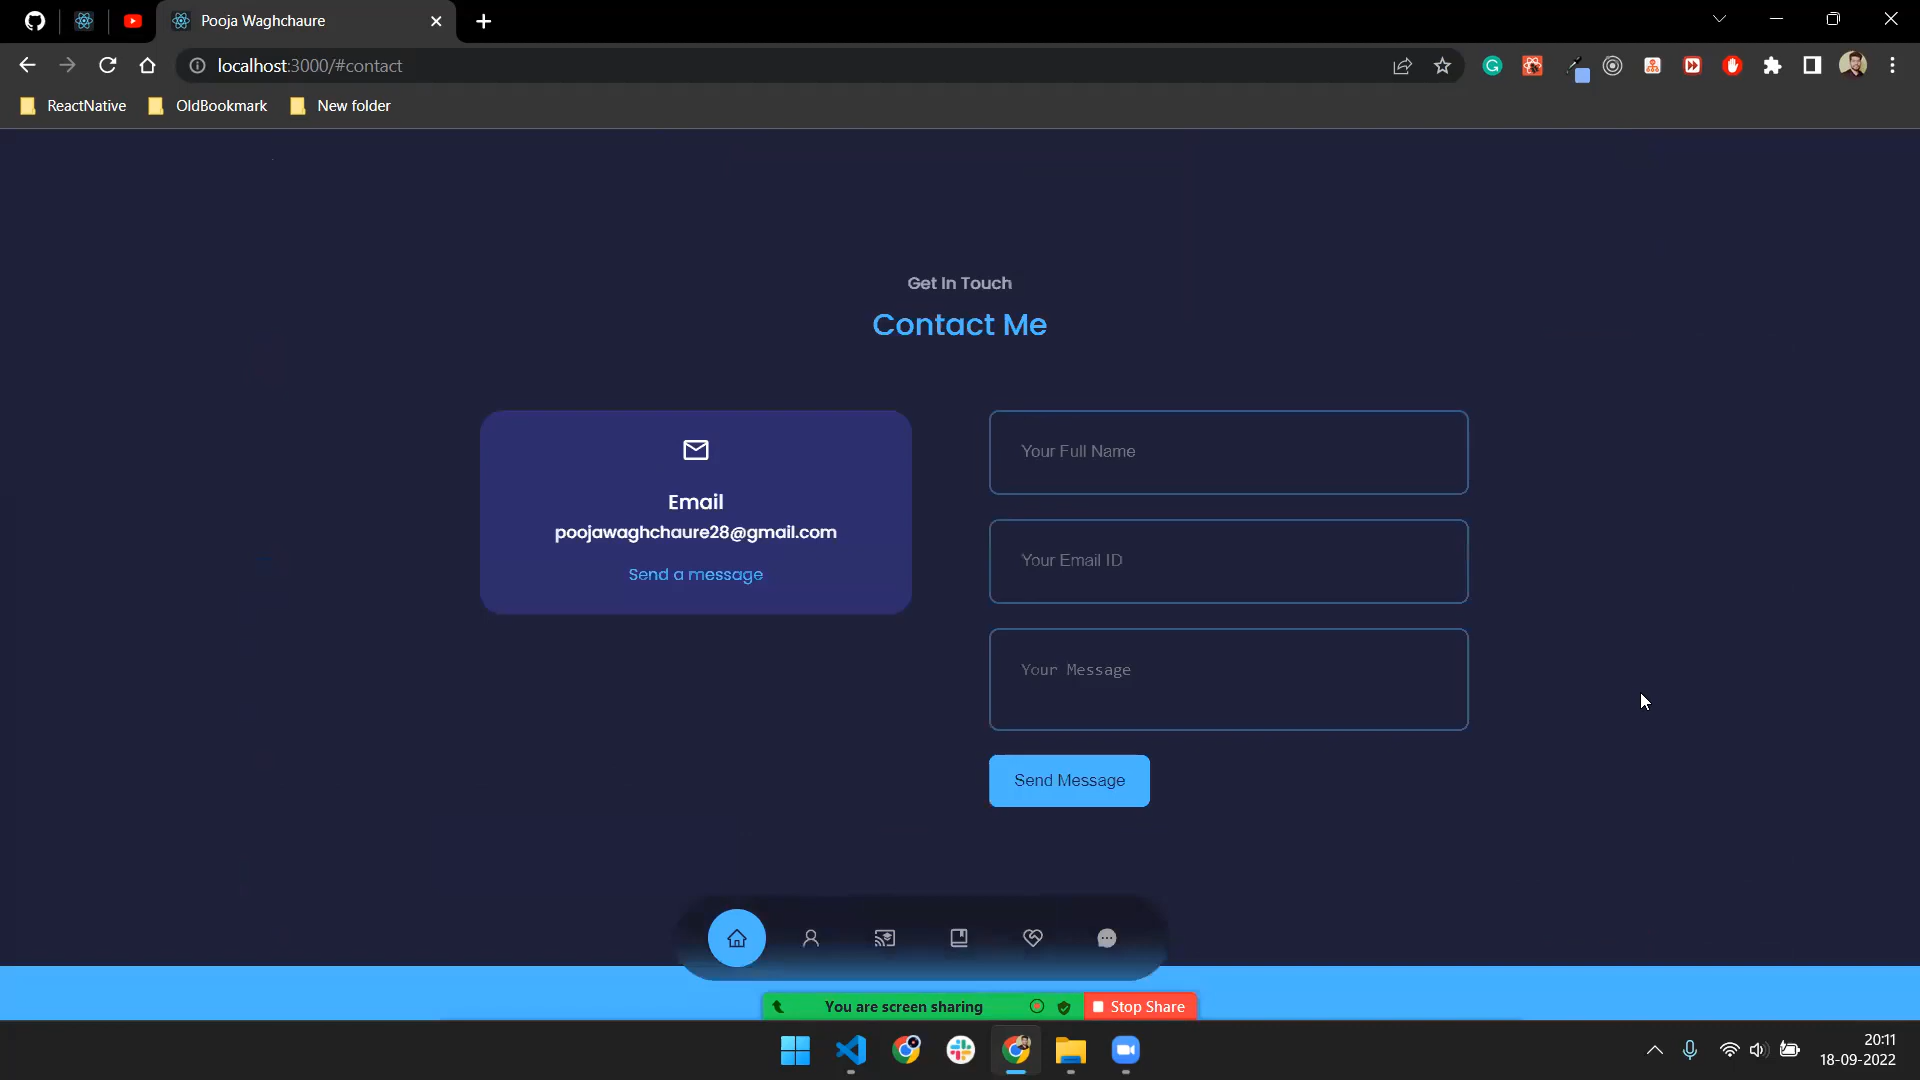 Pooja Waghchaure
localhost:3000/#contact
ReactNative
OldBookmark
New folder
Get In Touch
Contact Me
Email
poojawaghchaure28@gmail.com
Send a message
Your Full Name
Your Email ID
Your Message
Send Message
You are screen sharing
Stop Share
20:11
18-09-2022